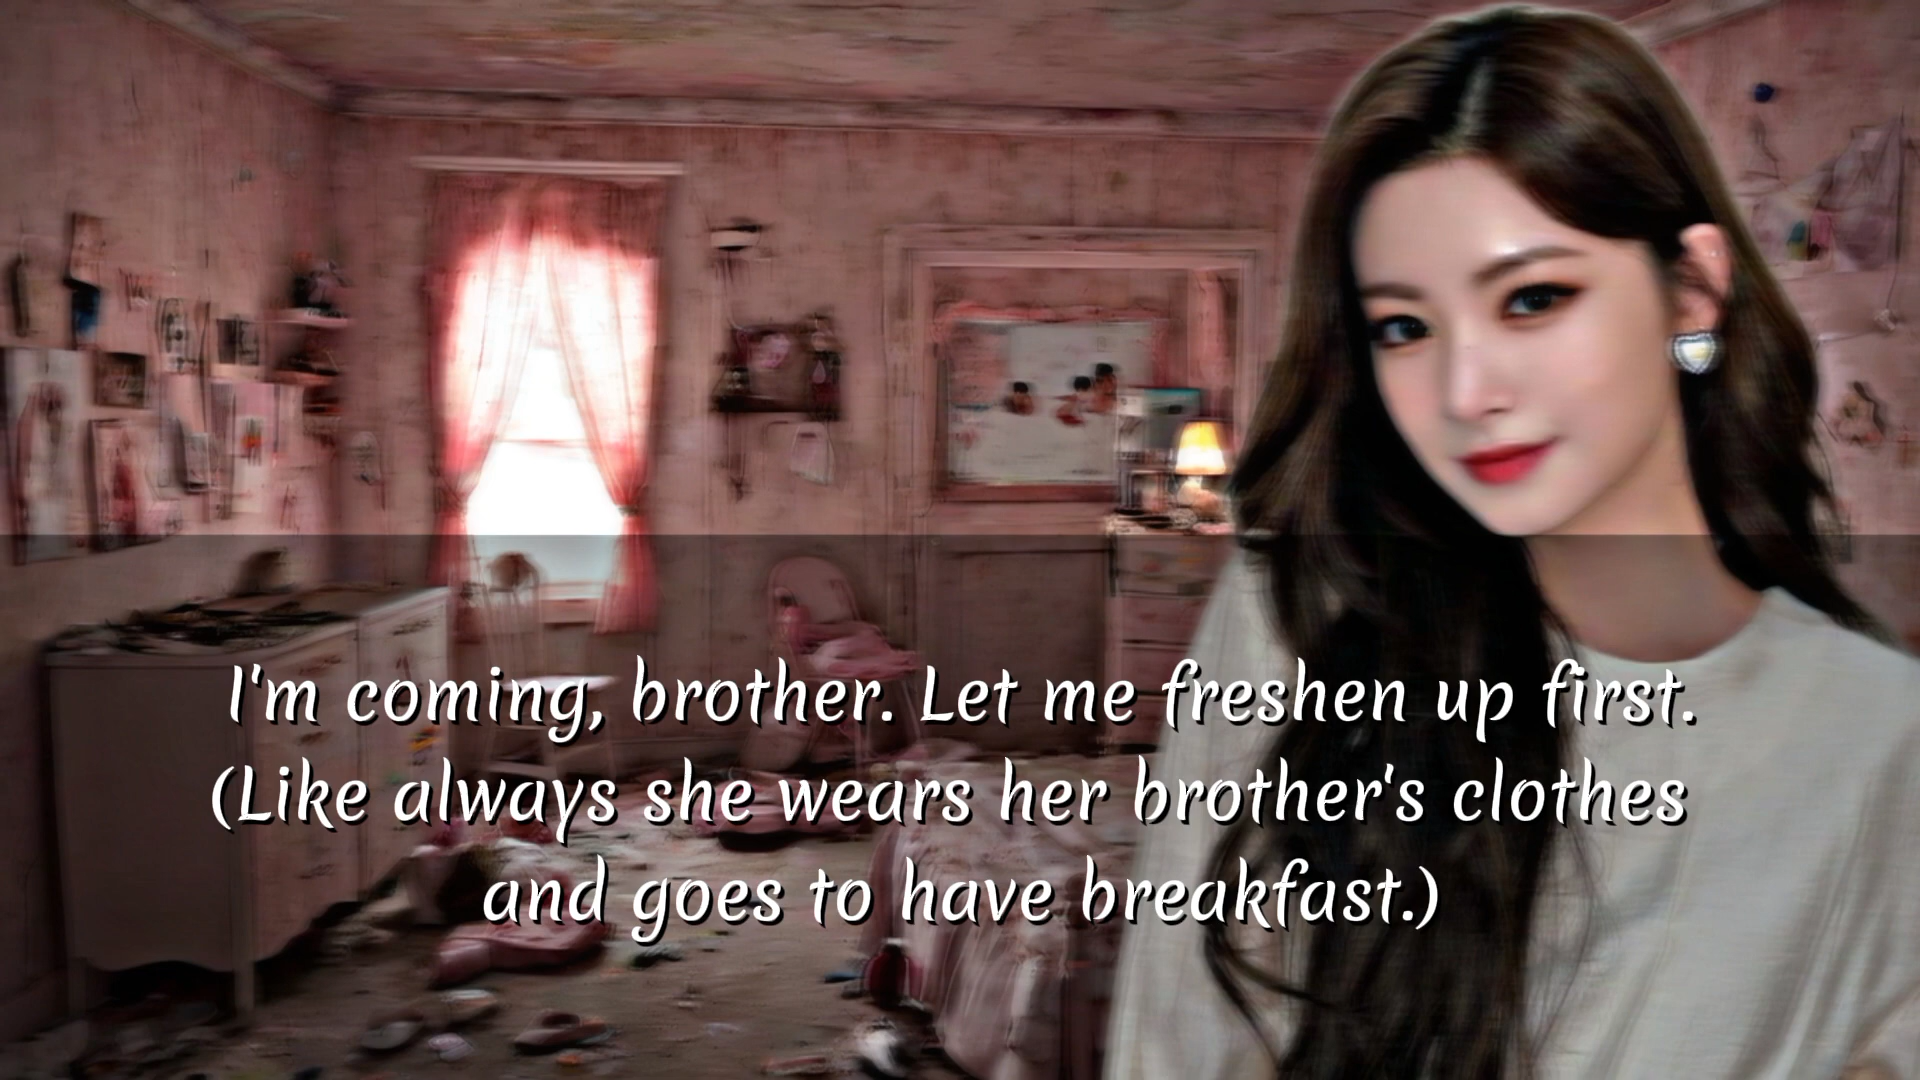 I'm coming, brother. Let me freshen up first.
(Like always she wears her brother's clothes
and goes to have breakfast.)